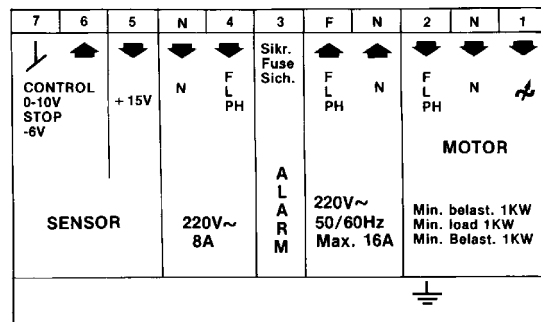 7 6 5 N 4 3 F N 2 N 1
CONTROL
0-10V
STOP
-6V
+15V
SENSOR
N
F
L
PH
220V~
8A
Sikr.
Fuse
Sich.
ALARM
F
L
PH
N
220V~
50/60Hz
Max. 16A
F
L
PH
N
MOTOR
Min. belast. 1KW
Min. load 1KW
Min. Belast. 1KW